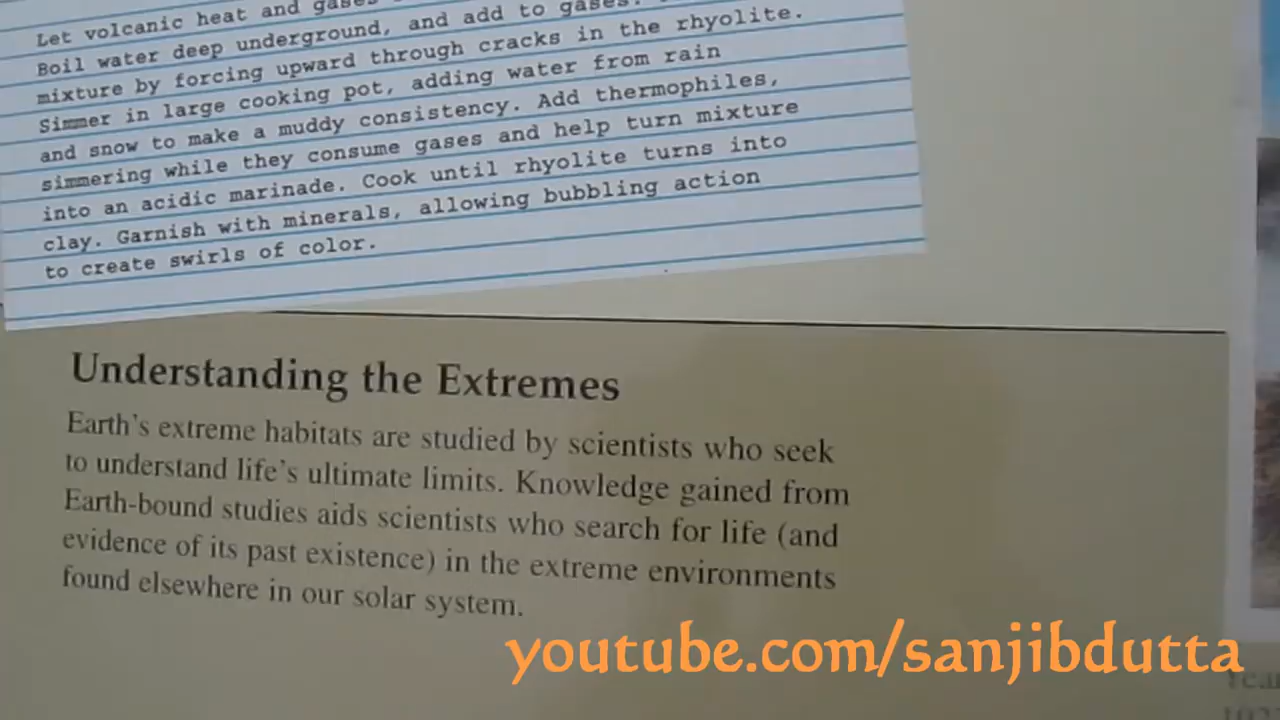 Let volcanic heat and gases
Boil water deep underground, and add to gases.
mixture by forcing upward through cracks in the rhyolite.
Simmer in large cooking pot, adding water from rain
and snow to make a muddy consistency. Add thermophiles,
simmering while they consume gases and help turn mixture
into an acidic marinade. Cook until rhyolite turns into
clay. Garnish with minerals, allowing bubbling action
to create swirls of color.
Understanding the Extremes
Earth's extreme habitats are studied by scientists who seek
to understand life's ultimate limits. Knowledge gained from
Earth-bound studies aids scientists who search for life (and
evidence of its past existence) in the extreme environments
found elsewhere in our solar system.
youtube.com/sanjibdutta